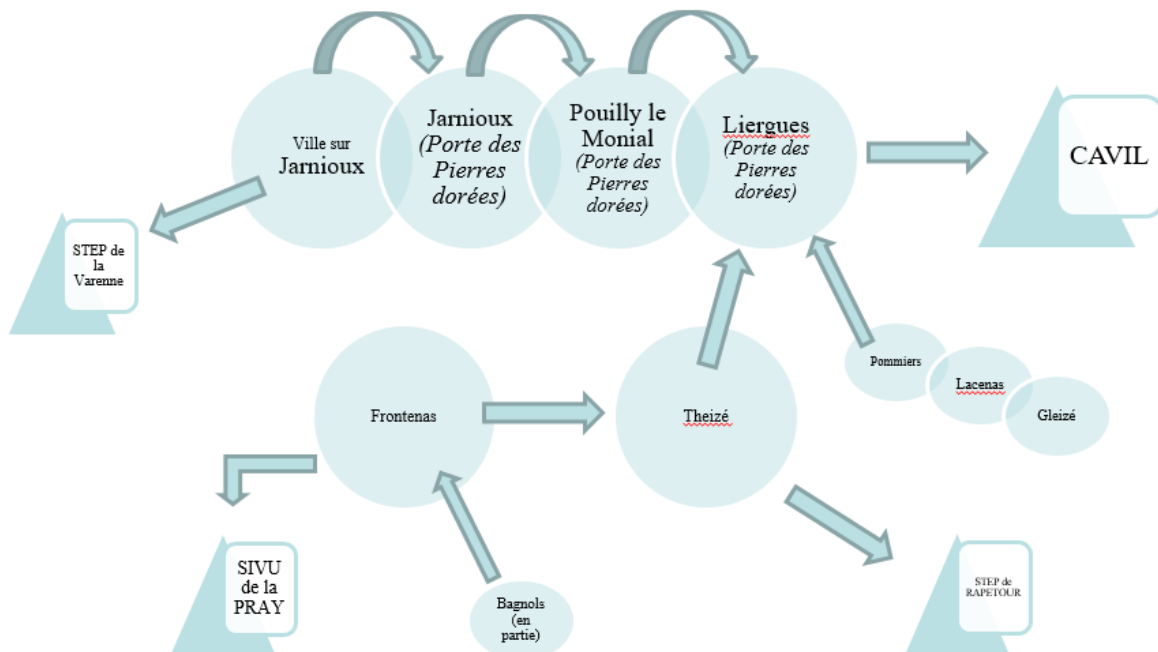 Ville sur
Jarnioux
Jarnioux
(Porte des
Pierres
dorées)
Pouilly le
Monial
(Porte des
Pierres
dorées)
Liergues
(Porte des
Pierres
dorées)
CAVIL
STEP de
la
Varenne
Pommiers
Lacenas
Gleizé
Frontenas
Theizé
SIVU
de la
PRAY
Bagnols
(en
partie)
STEP de
RAPETOUR